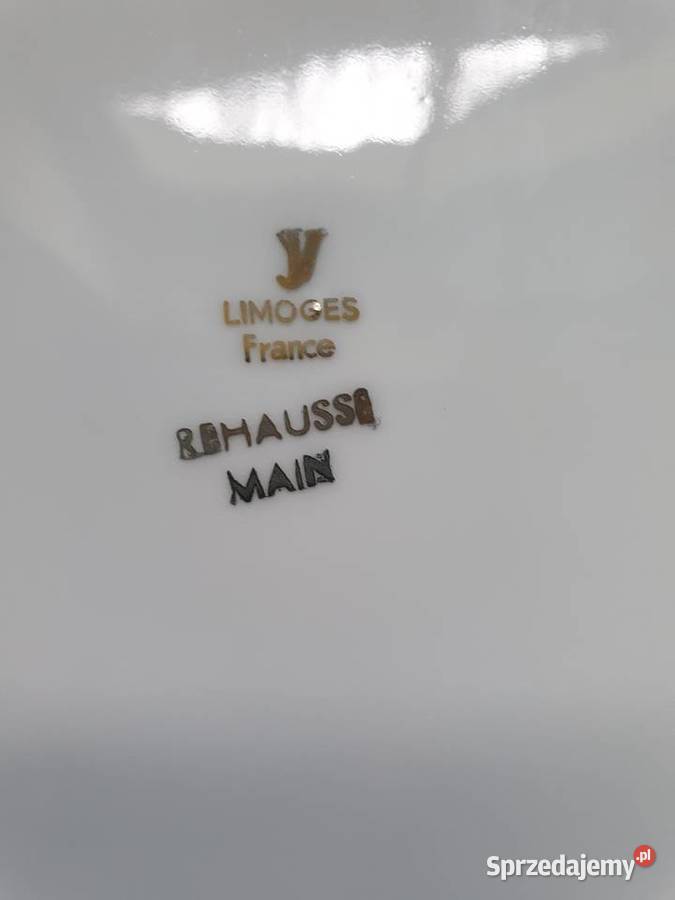 y
LIMOGES
France
REHAUSSE
MAIN
Sprzedajemy.pl